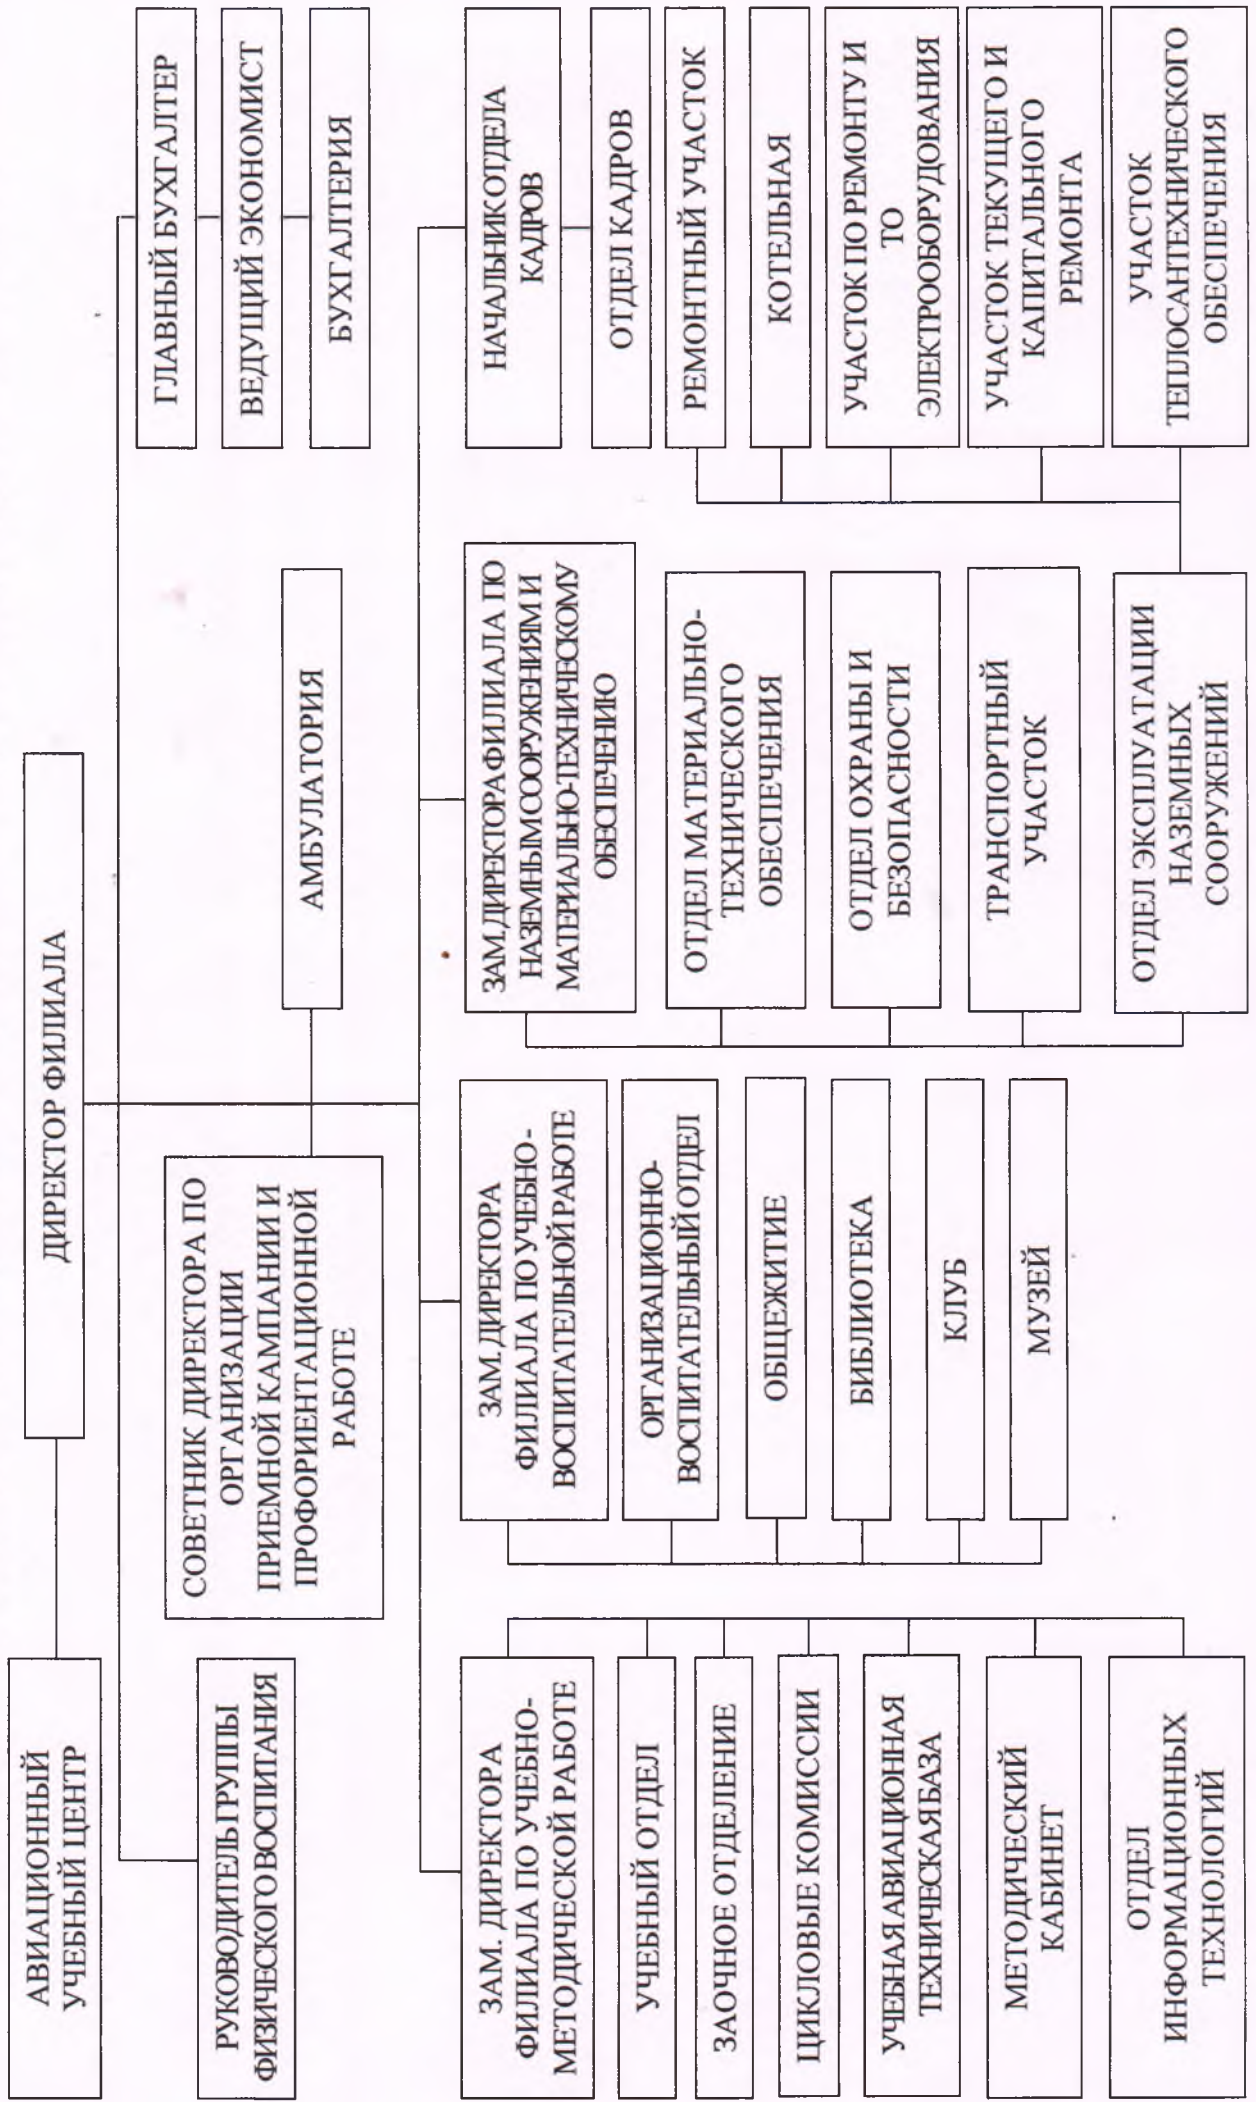 ДИРЕКТОР ФИЛИАЛА
АВИАЦИОННЫЙ
УЧЕБНЫЙ ЦЕНТР
РУКОВОДИТЕЛЬ ГРУППЫ
ФИЗИЧЕСКОГО ВОСПИТАНИЯ
СОВЕТНИК ДИРЕКТОРА ПО
ОРГАНИЗАЦИИ
ПРИЕМНОЙ КАМПАНИИ И
ПРОФОРИЕНТАЦИОННОЙ
РАБОТЕ
АМБУЛАТОРИЯ
ГЛАВНЫЙ БУХГАЛТЕР
ВЕДУЩИЙ ЭКОНОМИСТ
БУХГАЛТЕРИЯ
ЗАМ. ДИРЕКТОРА
ФИЛИАЛА ПО УЧЕБНО-
МЕТОДИЧЕСКОЙ РАБОТЕ
УЧЕБНЫЙ ОТДЕЛ
ЗАОЧНОЕ ОТДЕЛЕНИЕ
ЦИКЛОВЫЕ КОМИССИИ
УЧЕБНАЯ АВИАЦИОННАЯ
ТЕХНИЧЕСКАЯ БАЗА
МЕТОДИЧЕСКИЙ
КАБИНЕТ
ОТДЕЛ
ИНФОРМАЦИОННЫХ
ТЕХНОЛОГИЙ
ЗАМ. ДИРЕКТОРА
ФИЛИАЛА ПО УЧЕБНО-
ВОСПИТАТЕЛЬНОЙ РАБОТЕ
ОРГАНИЗАЦИОННО-
ВОСПИТАТЕЛЬНЫЙ ОТДЕЛ
ОБЩЕЖИТИЕ
БИБЛИОТЕКА
КЛУБ
МУЗЕЙ
ЗАМ. ДИРЕКТОРА ФИЛИАЛА ПО
НАЗЕМНЫМ СООРУЖЕНИЯМ И
МАТЕРИАЛЬНО-ТЕХНИЧЕСКОМУ
ОБЕСПЕЧЕНИЮ
ОТДЕЛ МАТЕРИАЛЬНО-
ТЕХНИЧЕСКОГО
ОБЕСПЕЧЕНИЯ
ОТДЕЛ ОХРАНЫ И
БЕЗОПАСНОСТИ
ТРАНСПОРТНЫЙ
УЧАСТОК
ОТДЕЛ ЭКСПЛУАТАЦИИ
НАЗЕМНЫХ
СООРУЖЕНИЙ
НАЧАЛЬНИК ОТДЕЛА
КАДРОВ
ОТДЕЛ КАДРОВ
РЕМОНТНЫЙ УЧАСТОК
КОТЕЛЬНАЯ
УЧАСТОК ПО РЕМОНТУ И
ТО
ЭЛЕКТРООБОРУДОВАНИЯ
УЧАСТОК ТЕКУЩЕГО И
КАПИТАЛЬНОГО
РЕМОНТА
УЧАСТОК
ТЕПЛОСАНТЕХНИЧЕСКОГО
ОБЕСПЕЧЕНИЯ